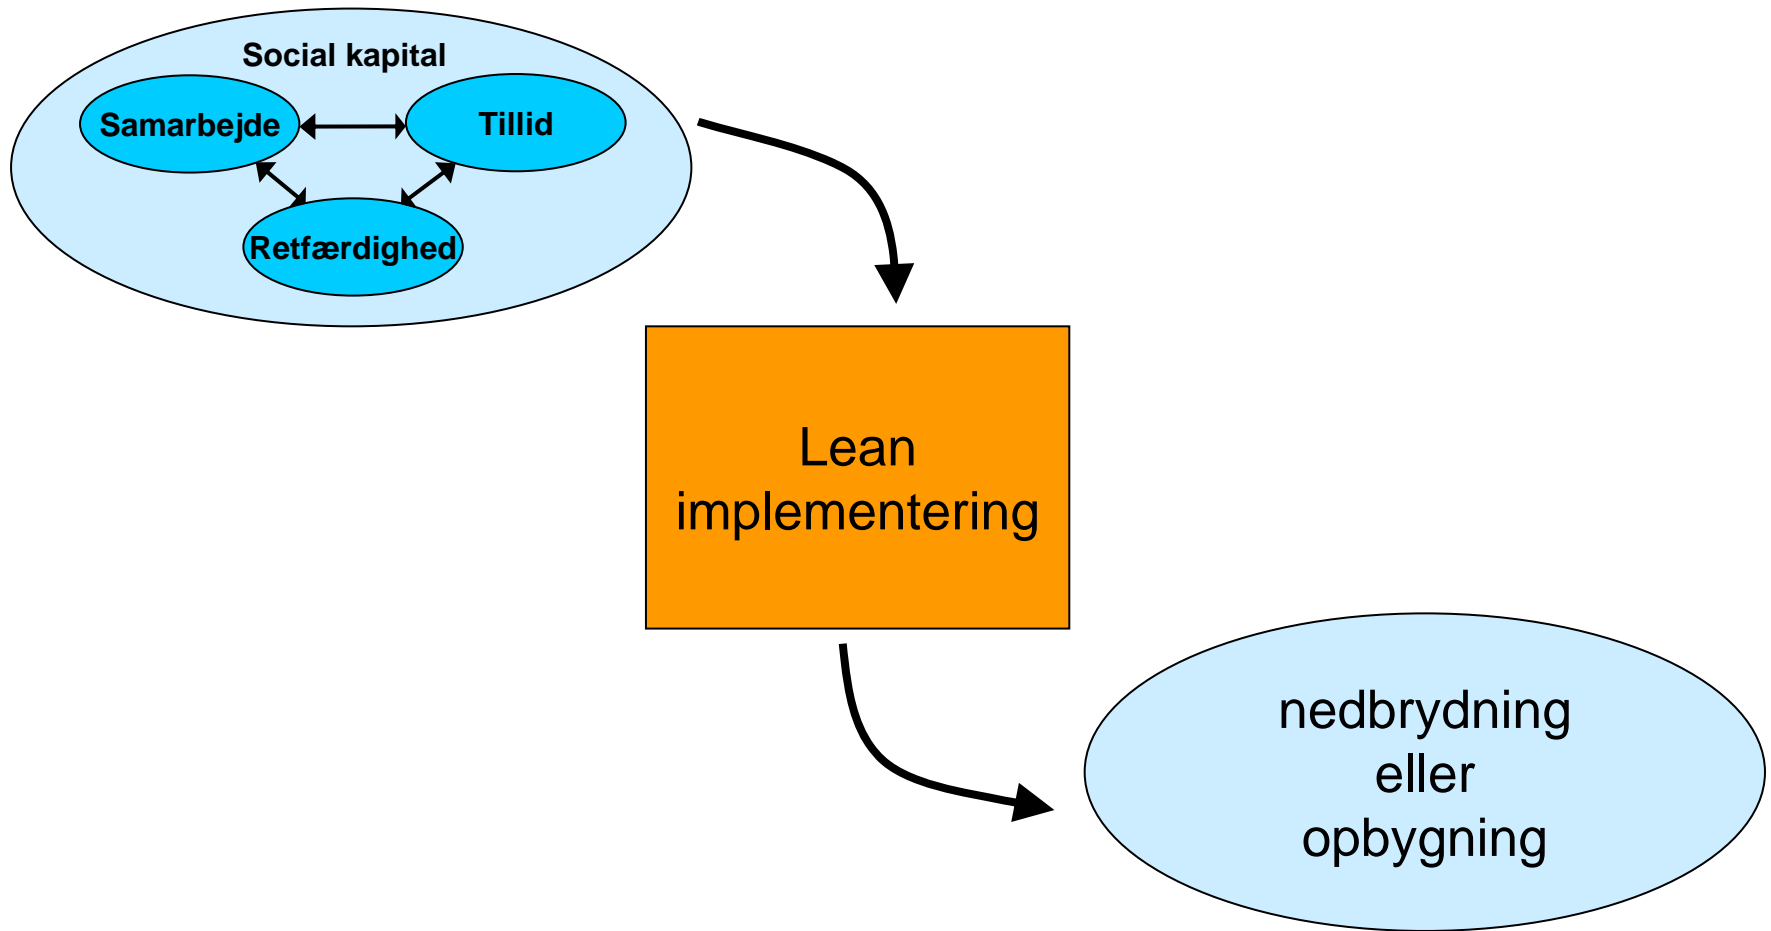 Social kapital
Samarbejde
Tillid
Retfærdighed
Lean
implementering
nedbrydning
eller
opbygning